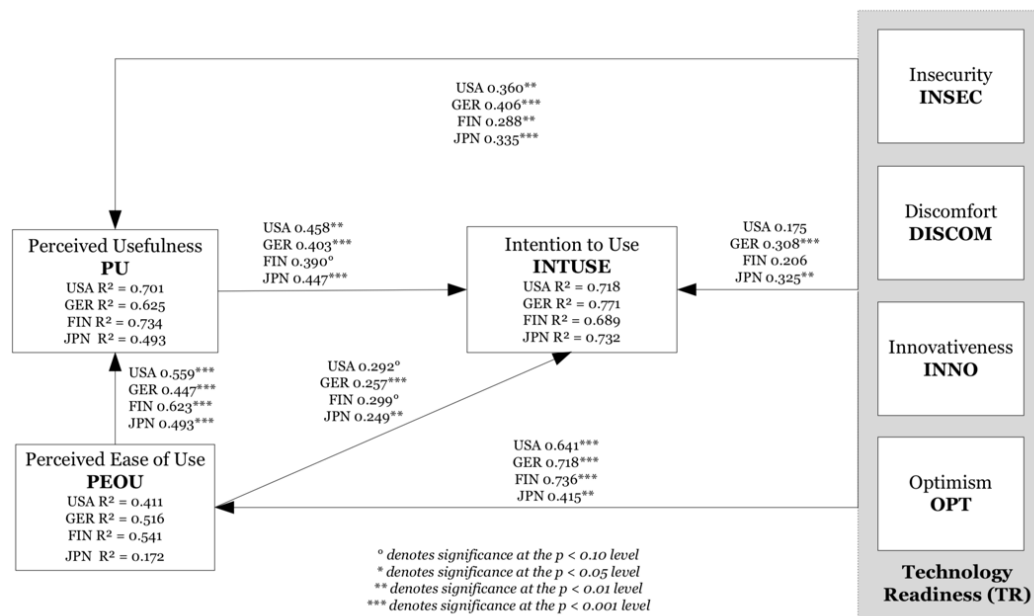 USA 0.360**
GER 0.406***
FIN 0.288**
JPN 0.335***
Insecurity
INSEC
Discomfort
DISCOM
Innovativeness
INNO
Optimism
OPT
Technology
Readiness (TR)
Perceived Usefulness
PU
USA R² = 0.701
GER R² = 0.625
FIN R² = 0.734
JPN R² = 0.493
USA 0.458**
GER 0.403***
FIN 0.390°
JPN 0.447***
Intention to Use
INTUSE
USA R² = 0.718
GER R² = 0.771
FIN R² = 0.689
JPN R² = 0.732
USA 0.175
GER 0.308***
FIN 0.206
JPN 0.325**
USA 0.559***
GER 0.447***
FIN 0.623***
JPN 0.493***
USA 0.292°
GER 0.257***
FIN 0.299°
JPN 0.249**
Perceived Ease of Use
PEOU
USA R² = 0.411
GER R² = 0.516
FIN R² = 0.541
JPN R² = 0.172
USA 0.641***
GER 0.718***
FIN 0.736***
JPN 0.415**
° denotes significance at the p < 0.10 level
* denotes significance at the p < 0.05 level
** denotes significance at the p < 0.01 level
*** denotes significance at the p < 0.001 level